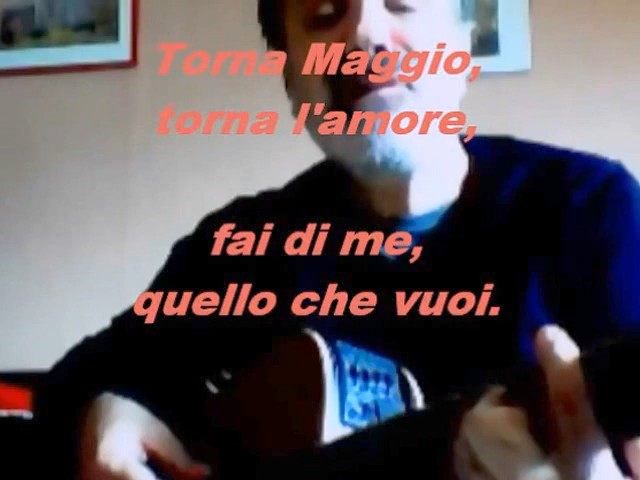 Torna Maggio,
torna l'amore,
fai di me,
quello che vuoi.